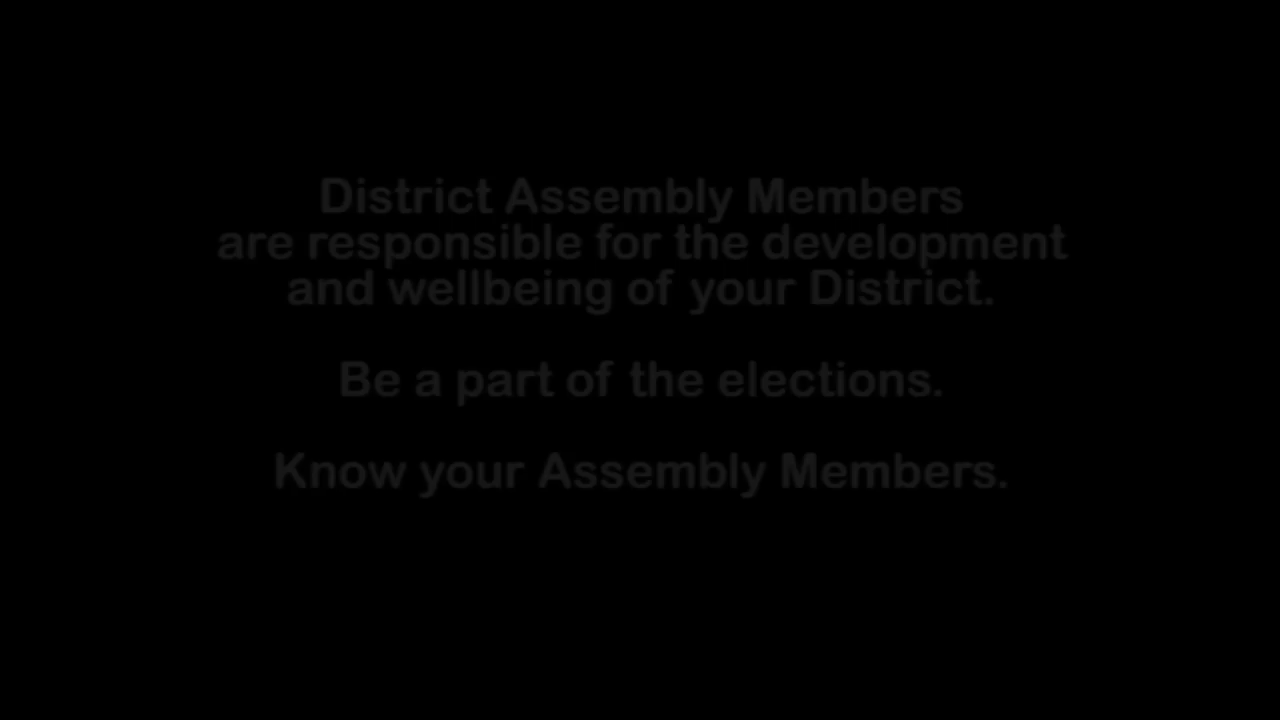 District Assembly Members
are responsible for the development
and wellbeing of your District.
Be a part of the elections.
Know your Assembly Members.